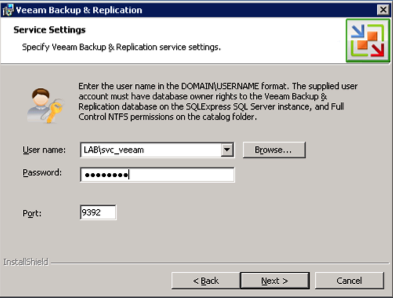 Veeam Backup & Replication
Service Settings
Specify Veeam Backup & Replication service settings.
Enter the user name in the DOMAIN\USERNAME format. The supplied user
account must have database owner rights to the Veeam Backup &
Replication database on the SQLExpress SQL Server instance, and Full
Control NTFS permissions on the catalog folder.
User name: LAB\svc_veeam Browse...
Password: ●●●●●●●●
Port: 9392
InstallShield
< Back Next > Cancel